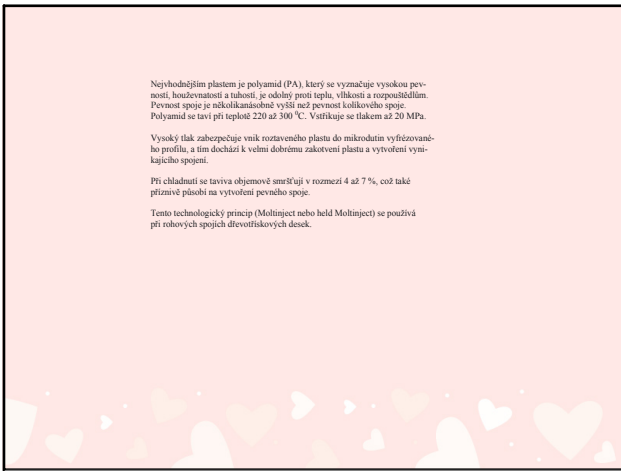 Nejvhodnějším plastem je polyamid (PA), který se vyznačuje vysokou pev-
ností, houževnatostí a tuhostí, je odolný proti teplu, vlhkosti a rozpouštědlům.
Pevnost spoje je několikanásobně vyšší než pevnost kolíkového spoje.
Polyamid se taví při teplotě 220 až 300 ⁰C. Vstřikuje se tlakem až 20 MPa.
Vysoký tlak zabezpečuje vnik roztaveného plastu do mikrodutin vyfrézované-
ho profilu, a tím dochází k velmi dobrému zakotvení plastu a vytvoření vyni-
kajícího spojení.
Při chladnutí se taviva objemově smršťují v rozmezí 4 až 7 %, což také
příznivě působí na vytvoření pevného spoje.
Tento technologický princip (Moltinject nebo held Moltinject) se používá
při rohových spojích dřevotřískových desek.